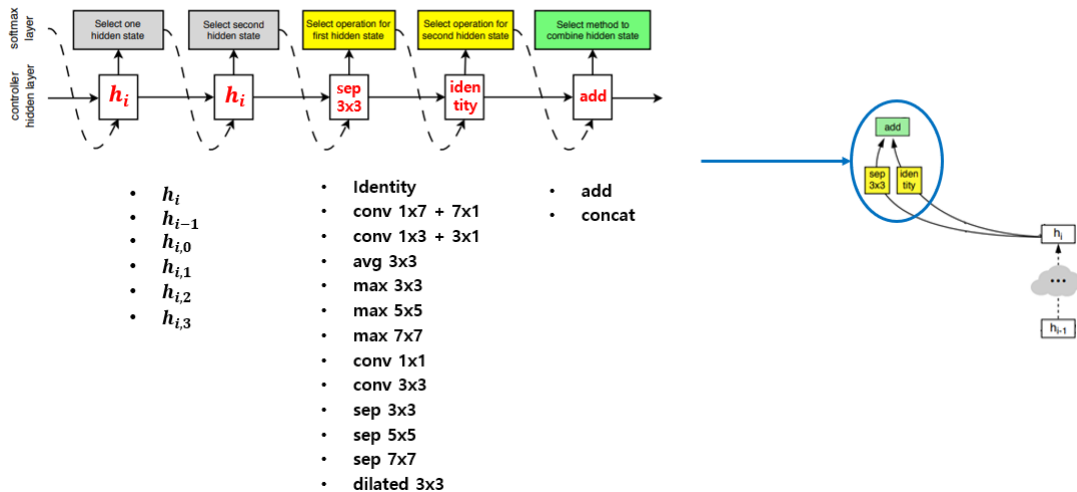 softmax
layer
controller
hidden layer
Select one
hidden state
Select second
hidden state
Select operation for
first hidden state
Select operation for
second hidden state
Select method to
combine hidden state
h_i
h_i
sep
3x3
iden
tity
add
• h_i
• h_{i−1}
• h_{i,0}
• h_{i,1}
• h_{i,2}
• h_{i,3}
• Identity
• conv 1x7 + 7x1
• conv 1x3 + 3x1
• avg 3x3
• max 3x3
• max 5x5
• max 7x7
• conv 1x1
• conv 3x3
• sep 3x3
• sep 5x5
• sep 7x7
• dilated 3x3
• add
• concat
add
sep
3x3
iden
tity
h_i
...
h_{i-1}